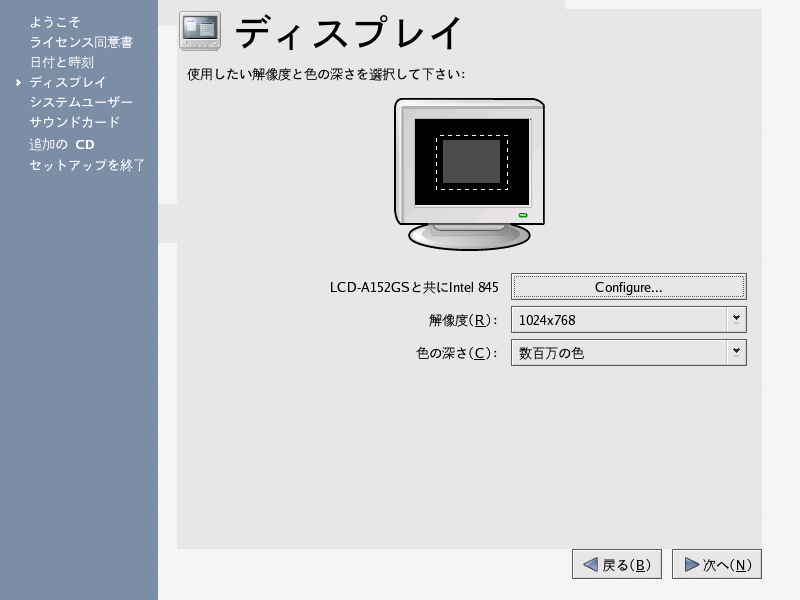 ようこそ
ライセンス同意書
日付と時刻
ディスプレイ
システムユーザー
サウンドカード
追加の CD
セットアップを終了
ディスプレイ
使用したい解像度と色の深さを選択して下さい:
LCD-A152GSと共にIntel 845
Configure...
解像度(R):
1024x768
色の深さ(C):
数百万の色
戻る(B)
次へ(N)